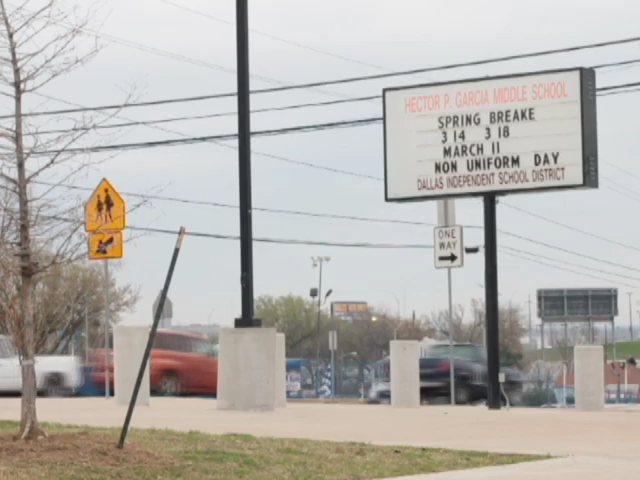 HECTOR P. GARCIA MIDDLE SCHOOL
SPRING BREAKE
3 14 3 18
MARCH 11
NON UNIFORM DAY
DALLAS INDEPENDENT SCHOOL DISTRICT
ONE
WAY